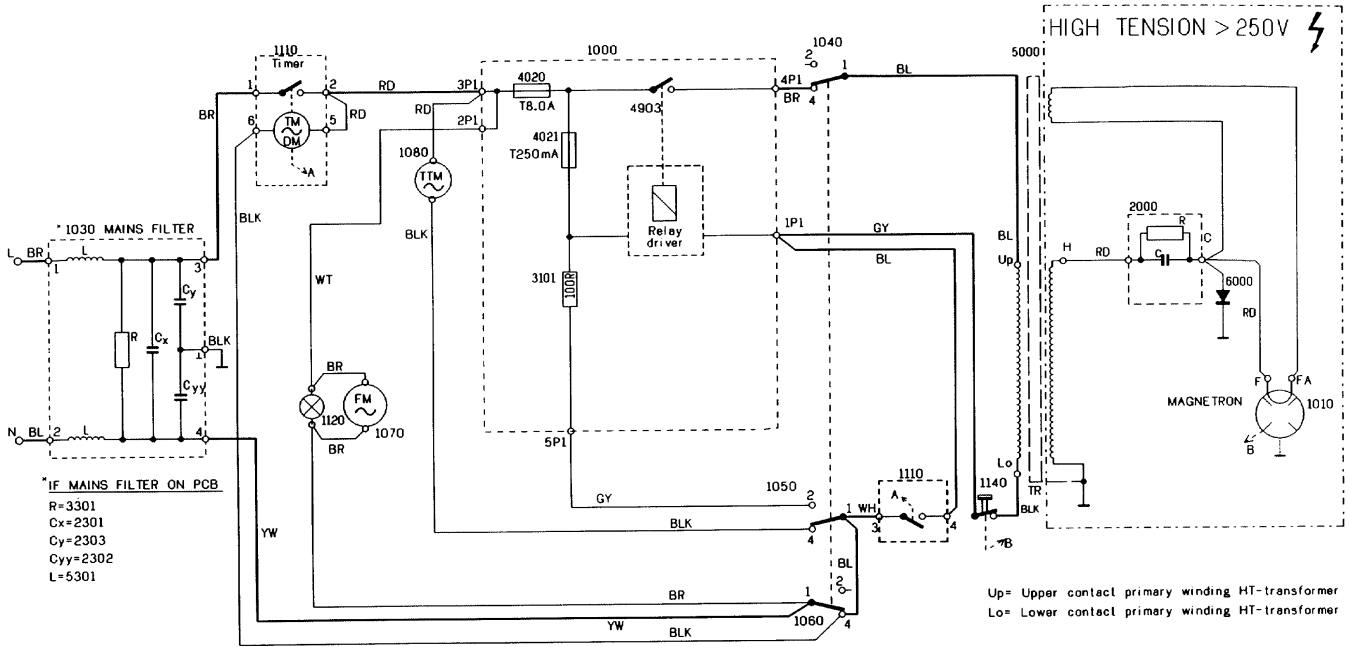 HIGH TENSION > 250V
1110
Timer
1000
1040
5000
1
2
RD
3P1
4020
T8.0A
4903
4P1
BR
2
1
4
BL
BR
6
5
RD
TM
DM
A
RD
2P1
4021
T250mA
1080
TTM
BLK
BLK
Relay
driver
1P1
GY
BL
BL
Up
H
RD
2000
R
C
C
6000
RD
*1030 MAINS FILTER
L
BR
1
L
3
Cy
R
Cx
BLK
Cyy
N
BL
2
L
4
WT
3101
100R
BR
FM
1120
1070
BR
5P1
MAGNETRON
F
FA
1010
B
Lo
TR
*IF MAINS FILTER ON PCB
R=3301
Cx=2301
Cy=2303
Cyy=2302
L=5301
YW
GY
1050
2
1
WH
BLK
4
1110
A
3
4
1140
BLK
B
BL
2
BR
1
4
1060
YW
BLK
Up= Upper contact primary winding HT-transformer
Lo= Lower contact primary winding HT-transformer